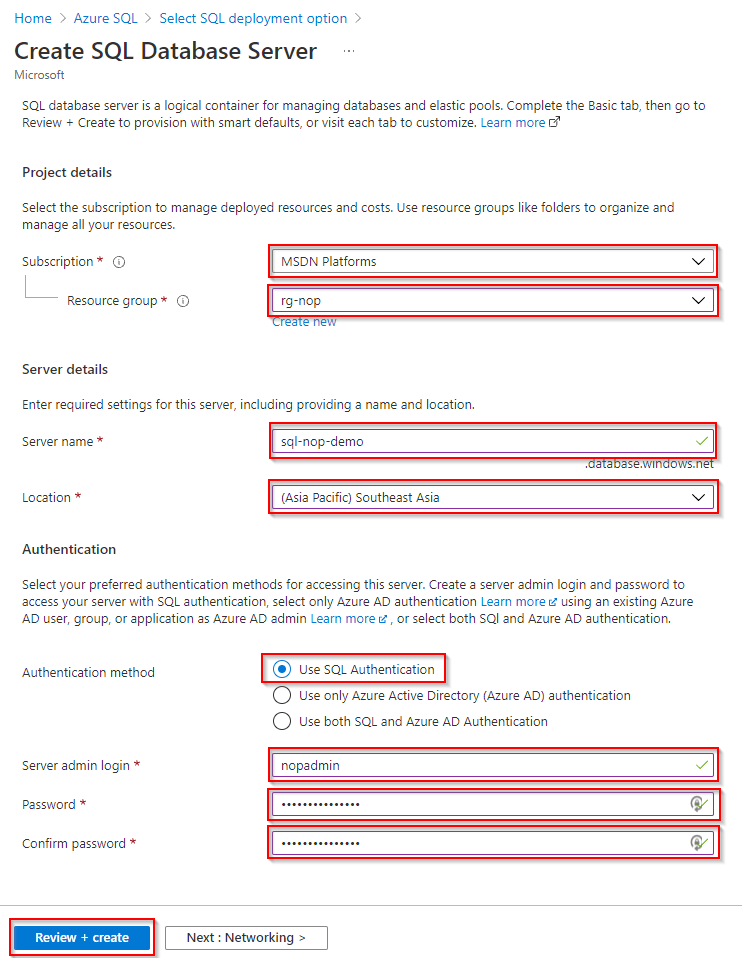 Home > Azure SQL > Select SQL deployment option >
Create SQL Database Server ...
Microsoft
SQL database server is a logical container for managing databases and elastic pools. Complete the Basic tab, then go to
Review + Create to provision with smart defaults, or visit each tab to customize. Learn more
Project details
Select the subscription to manage deployed resources and costs. Use resource groups like folders to organize and
manage all your resources.
Subscription * MSDN Platforms
Resource group * rg-nop
Create new
Server details
Enter required settings for this server, including providing a name and location.
Server name * sql-nop-demo
.database.windows.net
Location * (Asia Pacific) Southeast Asia
Authentication
Select your preferred authentication methods for accessing this server. Create a server admin login and password to
access your server with SQL authentication, select only Azure AD authentication Learn more using an existing Azure
AD user, group, or application as Azure AD admin Learn more , or select both SQl and Azure AD authentication.
Authentication method Use SQL Authentication
Use only Azure Active Directory (Azure AD) authentication
Use both SQL and Azure AD Authentication
Server admin login * nopadmin
Password * •••••••••••••••
Confirm password * •••••••••••••••
Review + create Next : Networking >